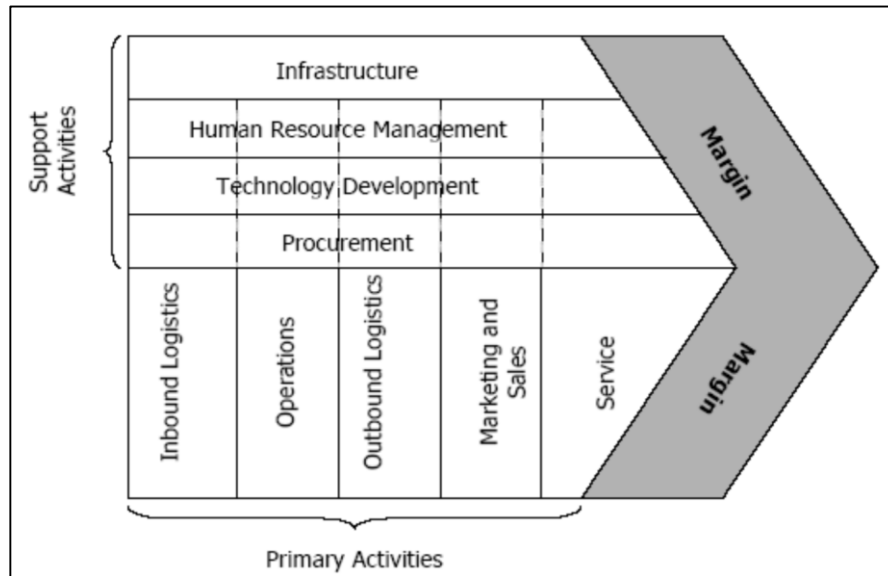 Support
Activities
Infrastructure
Human Resource Management
Technology Development
Procurement
Margin
Margin
Inbound Logistics
Operations
Outbound Logistics
Marketing and
Sales
Service
Primary Activities